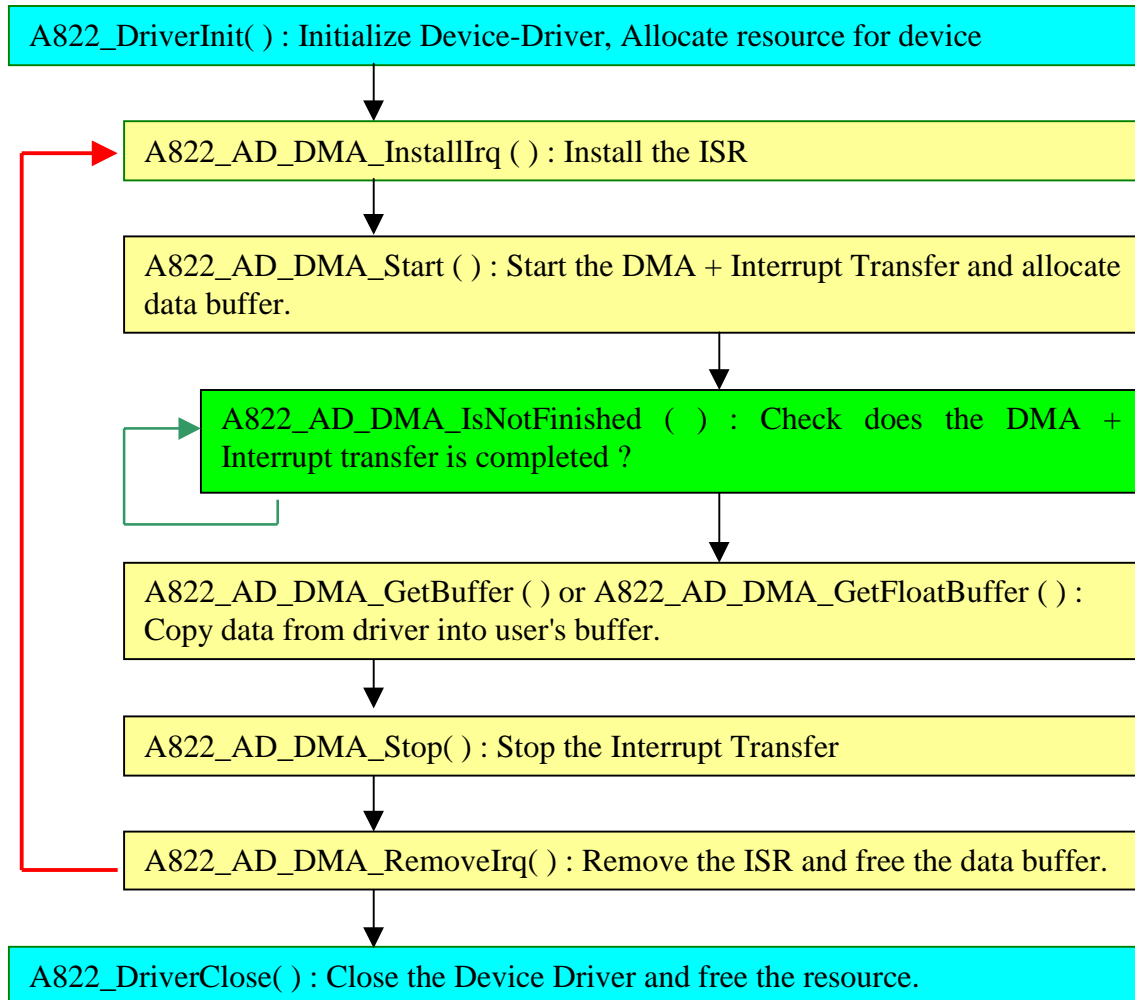 A822_DriverInit( ) : Initialize Device-Driver, Allocate resource for device
A822_AD_DMA_InstallIrq ( ) : Install the ISR
A822_AD_DMA_Start ( ) : Start the DMA + Interrupt Transfer and allocate
data buffer.
A822_AD_DMA_IsNotFinished ( ) : Check does the DMA +
Interrupt transfer is completed ?
A822_AD_DMA_GetBuffer ( ) or A822_AD_DMA_GetFloatBuffer ( ) :
Copy data from driver into user's buffer.
A822_AD_DMA_Stop( ) : Stop the Interrupt Transfer
A822_AD_DMA_RemoveIrq( ) : Remove the ISR and free the data buffer.
A822_DriverClose( ) : Close the Device Driver and free the resource.